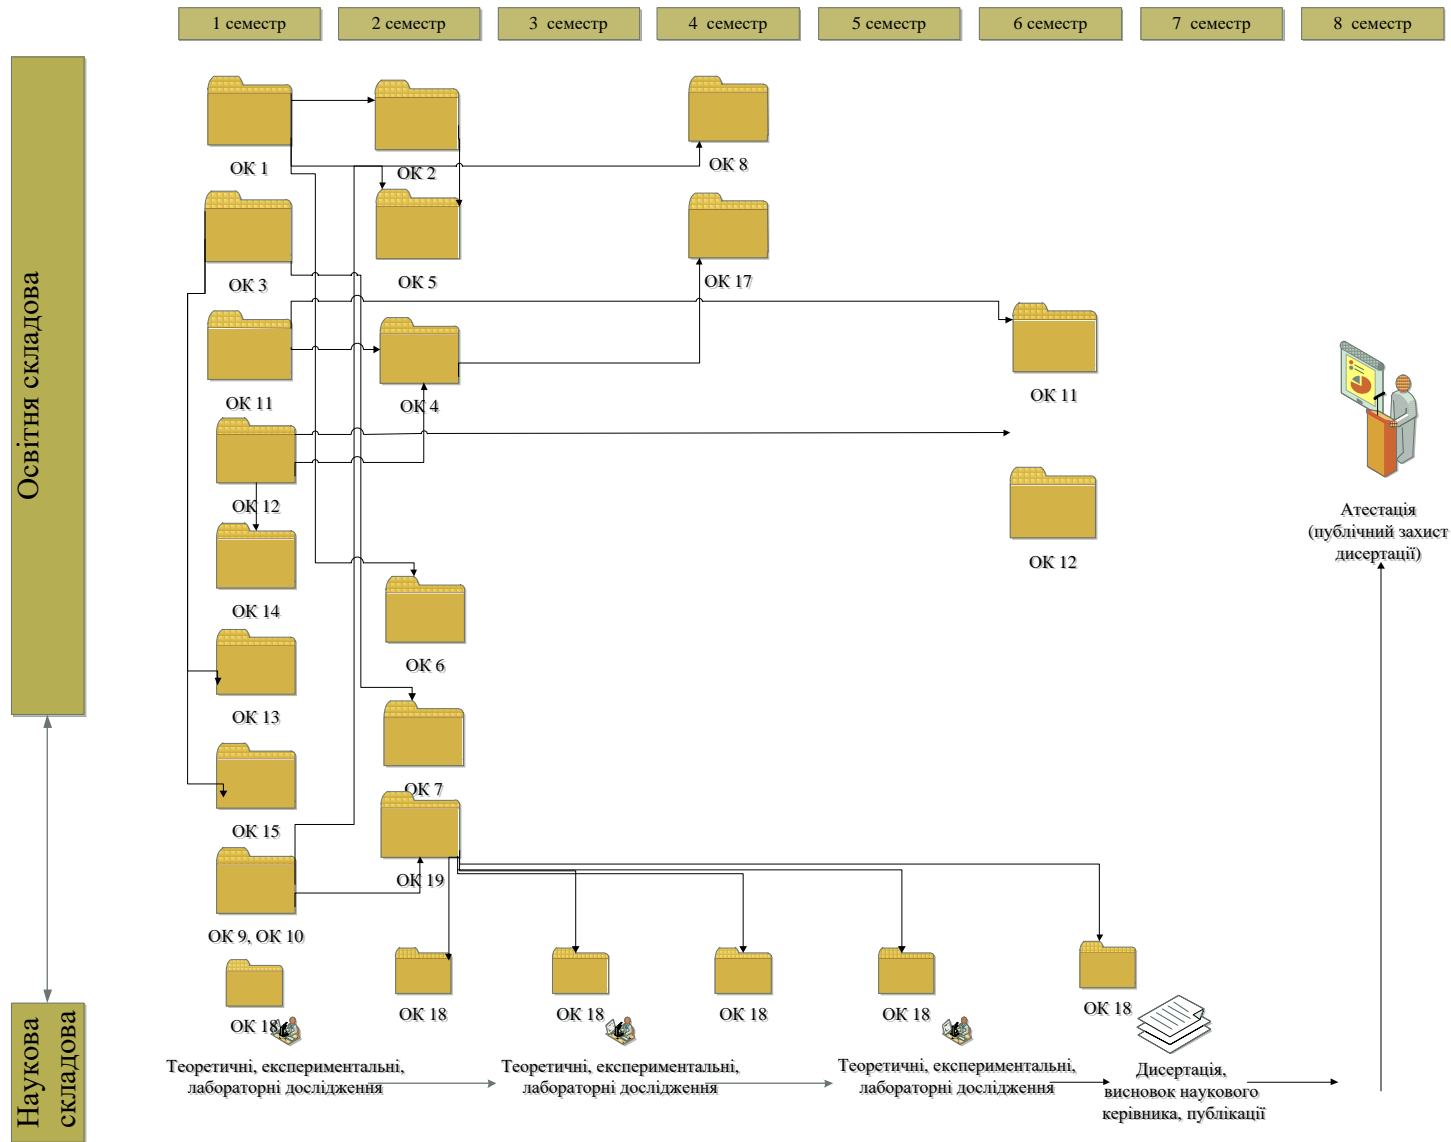 1 семестр
2 семестр
3 семестр
4 семестр
5 семестр
6 семестр
7 семестр
8 семестр
Освітня складова
ОК 1
ОК 2
ОК 8
ОК 3
ОК 5
ОК 17
ОК 11
ОК 4
ОК 11
ОК 12
ОК 12
ОК 14
ОК 6
ОК 13
ОК 7
ОК 15
ОК 19
ОК 9, ОК 10
ОК 18
ОК 18
ОК 18
ОК 18
ОК 18
ОК 18
Атестація
(публічний захист
дисертації)
Наукова
складова
Теоретичні, експериментальні,
лабораторні дослідження
Теоретичні, експериментальні,
лабораторні дослідження
Теоретичні, експериментальні,
лабораторні дослідження
Дисертація,
висновок наукового
керівника, публікації